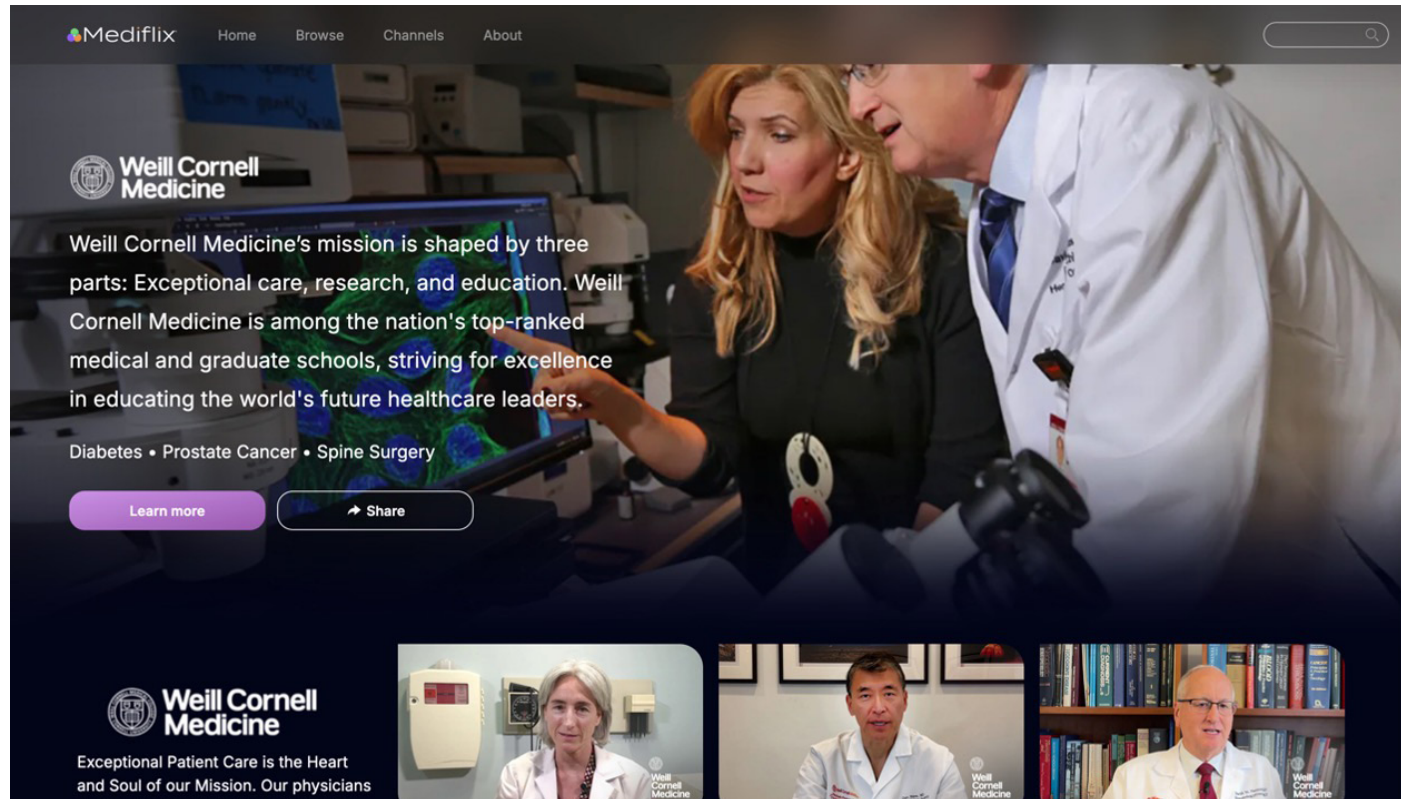 Mediflix
Home
Browse
Channels
About
Weill Cornell
Medicine
Weill Cornell Medicine’s mission is shaped by three
parts: Exceptional care, research, and education. Weill
Cornell Medicine is among the nation's top-ranked
medical and graduate schools, striving for excellence
in educating the world's future healthcare leaders.
Diabetes • Prostate Cancer • Spine Surgery
Learn more
Share
Weill Cornell
Medicine
Exceptional Patient Care is the Heart
and Soul of our Mission. Our physicians
Weill
Cornell
Medicine
Weill
Cornell
Medicine
Weill
Cornell
Medicine